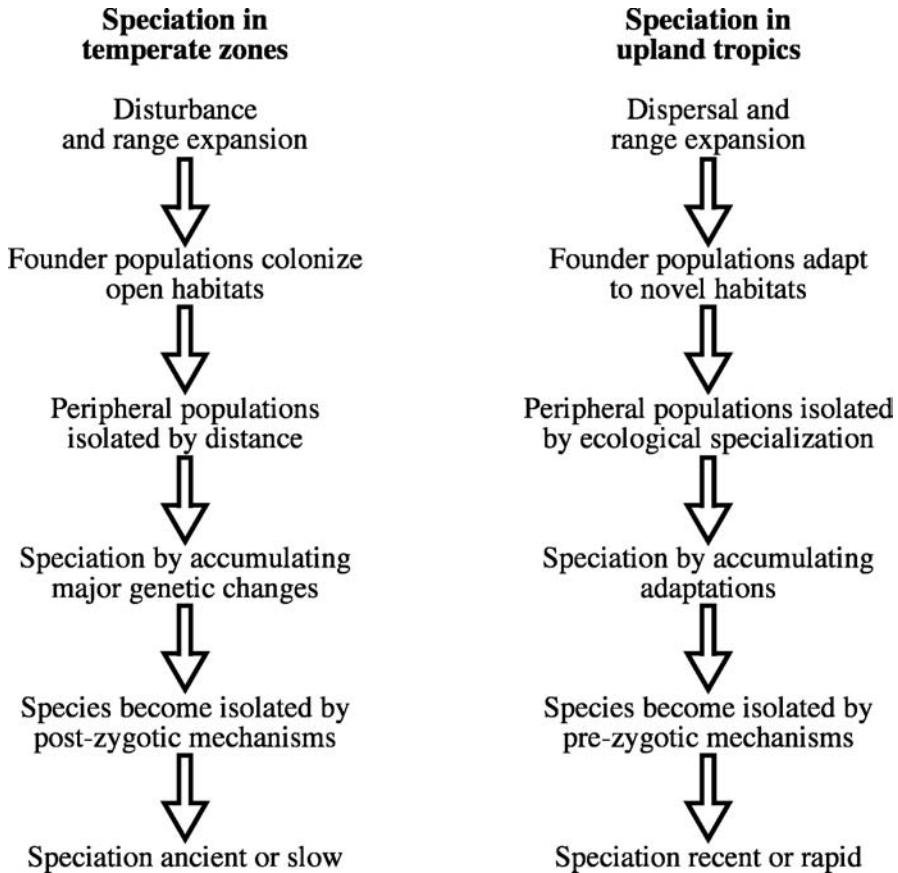 Speciation in
temperate zones
Disturbance
and range expansion
Founder populations colonize
open habitats
Peripheral populations
isolated by distance
Speciation by accumulating
major genetic changes
Species become isolated by
post-zygotic mechanisms
Speciation ancient or slow
Speciation in
upland tropics
Dispersal and
range expansion
Founder populations adapt
to novel habitats
Peripheral populations isolated
by ecological specialization
Speciation by accumulating
adaptations
Species become isolated by
pre-zygotic mechanisms
Speciation recent or rapid